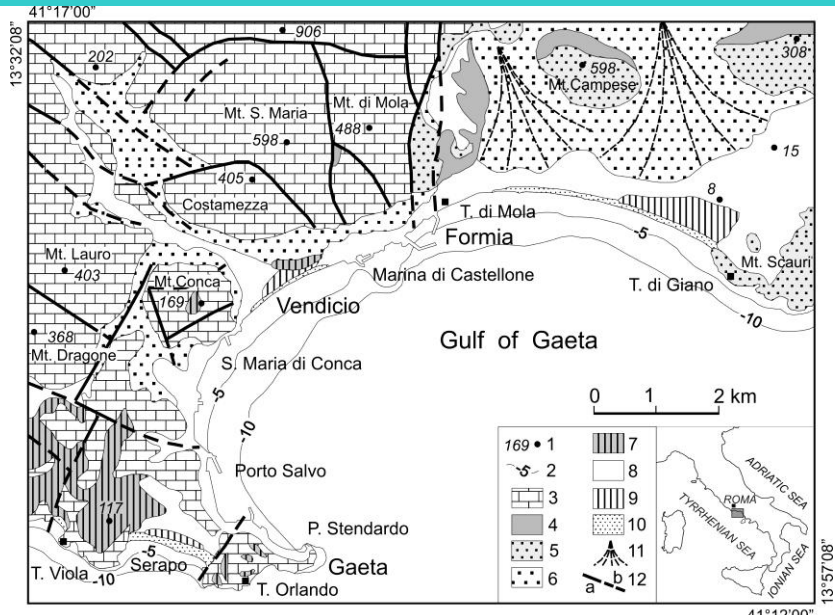 41°17'00"
13°32'08"
906
202
308
598
Mt.Campese
Mt. S. Maria
Mt. di Mola
488
598
405
Costamezza
15
8
T. di Mola
Formia
-5
Mt. Lauro
403
Mt.Conca
169
Marina di Castellone
Mt. Scauri
T. di Giano
-10
Vendicio
368
Mt. Dragone
Gulf of Gaeta
S. Maria di Conca
-5
-10
0 1 2 km
Porto Salvo
117
P. Stendardo
-5
T. Viola
-10
Serapo
Gaeta
T. Orlando
169 1
-5 2
3
4
5
6
7
8
9
10
11
a b 12
ROMA
ADRIATIC SEA
TYRRHENIAN SEA
IONIAN SEA
13°57'08"
41°12'00"